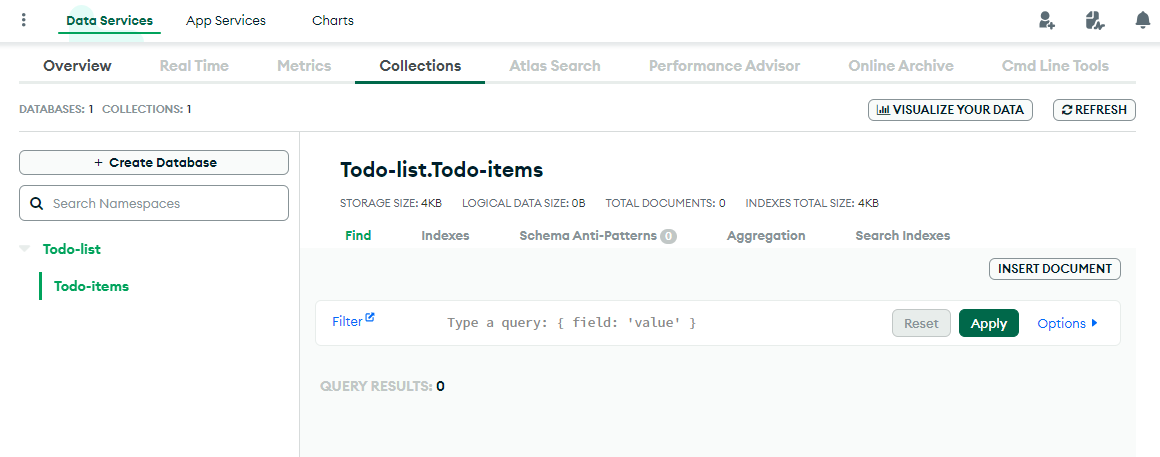 Data Services App Services Charts
Overview Real Time Metrics Collections Atlas Search Performance Advisor Online Archive Cmd Line Tools
DATABASES: 1 COLLECTIONS: 1
VISUALIZE YOUR DATA
REFRESH
+ Create Database
Search Namespaces
Todo-list
Todo-items
Todo-list.Todo-items
STORAGE SIZE: 4KB LOGICAL DATA SIZE: 0B TOTAL DOCUMENTS: 0 INDEXES TOTAL SIZE: 4KB
Find Indexes Schema Anti-Patterns 0 Aggregation Search Indexes
INSERT DOCUMENT
Filter Type a query: { field: 'value' } Reset Apply Options
QUERY RESULTS: 0